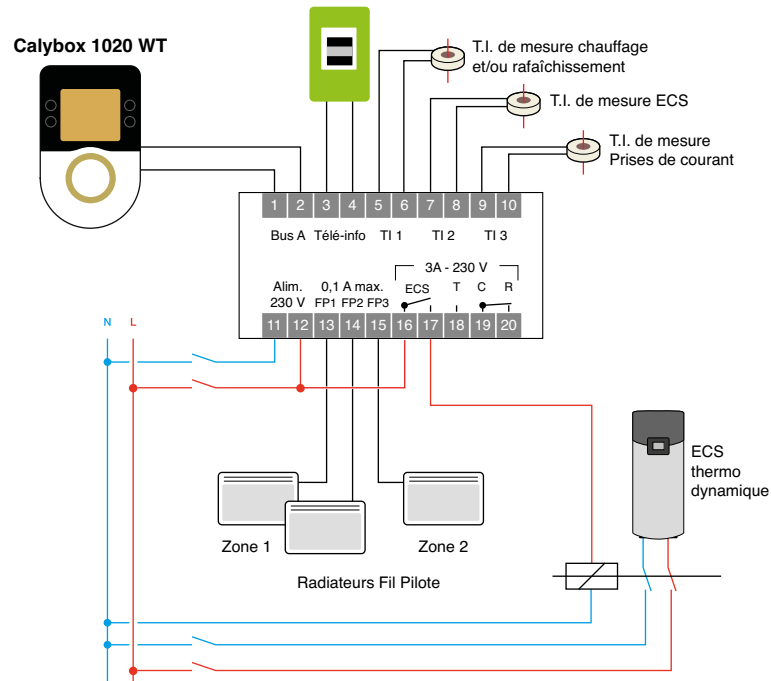 Calybox 1020 WT
T.I. de mesure chauffage
et/ou rafaîchissement
T.I. de mesure ECS
T.I. de mesure
Prises de courant
1 2 3 4 5 6 7 8 9 10
Bus A Télé-info TI 1 TI 2 TI 3
3A - 230 V
Alim. 0,1 A max. ECS T C R
230 V FP1 FP2 FP3
11 12 13 14 15 16 17 18 19 20
N L
ECS
thermo
dynamique
Zone 1 Zone 2
Radiateurs Fil Pilote